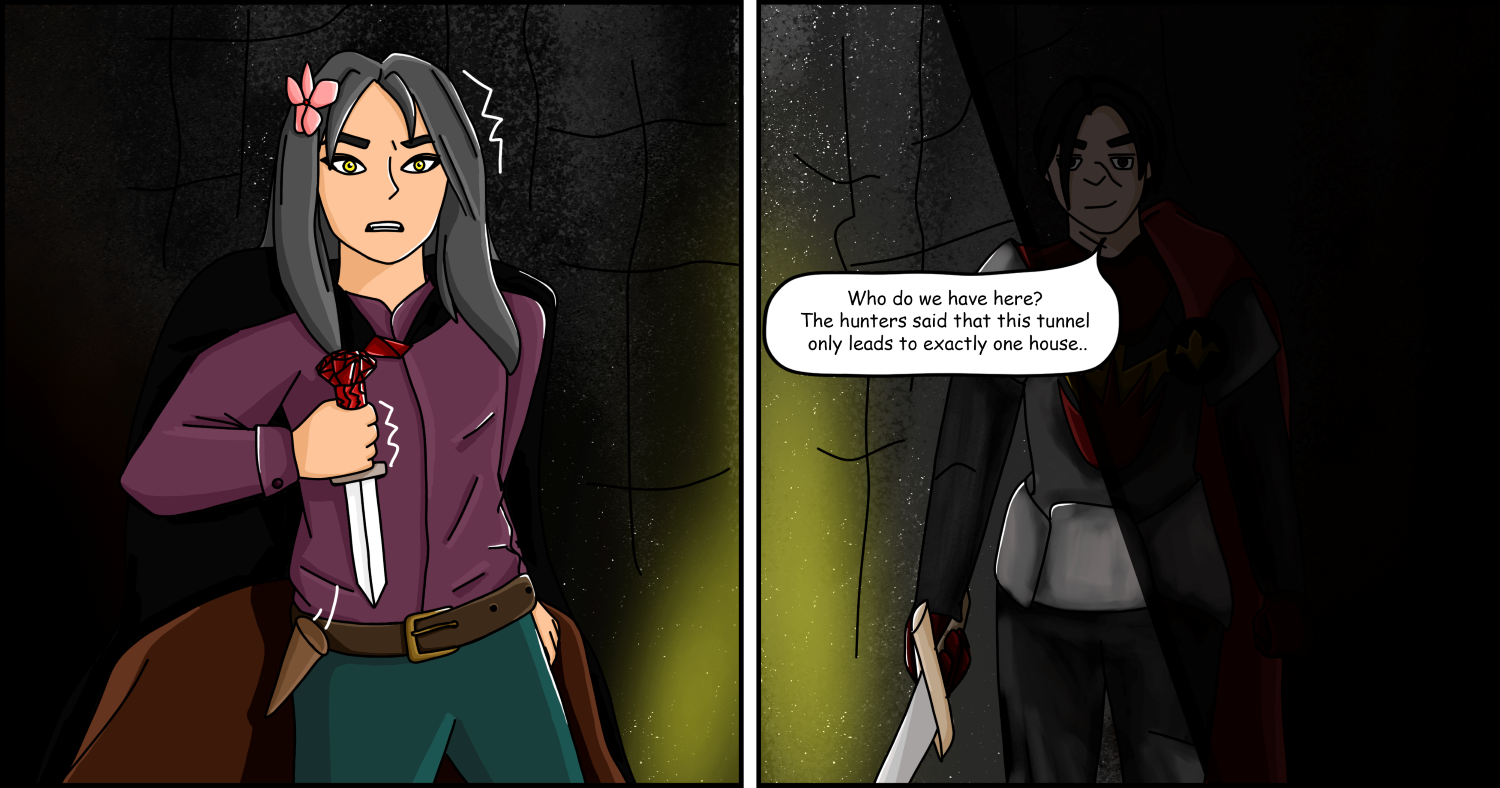 Who do we have here?
The hunters said that this tunnel
only leads to exactly one house..